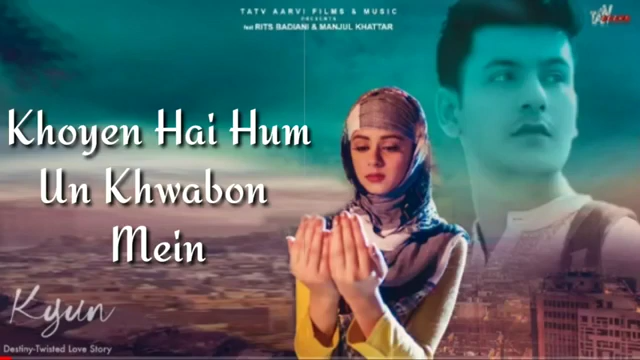 TATV AARVI FILMS & MUSIC
PRESENTS
feat RITS BADIANI & MANJUL KHATTAR
Khoyen Hai Hum
Un Khwabon
Mein
Kyun
Destiny-Twisted Love Story